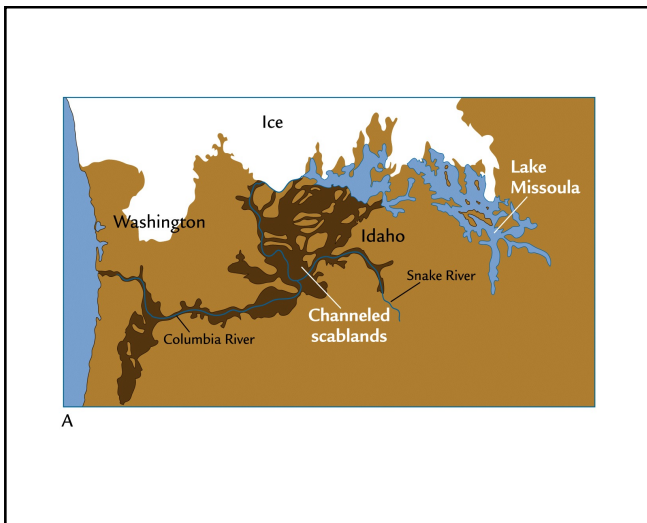 Ice
Lake
Missoula
Washington
Idaho
Snake River
Channeled
scablands
Columbia River
A